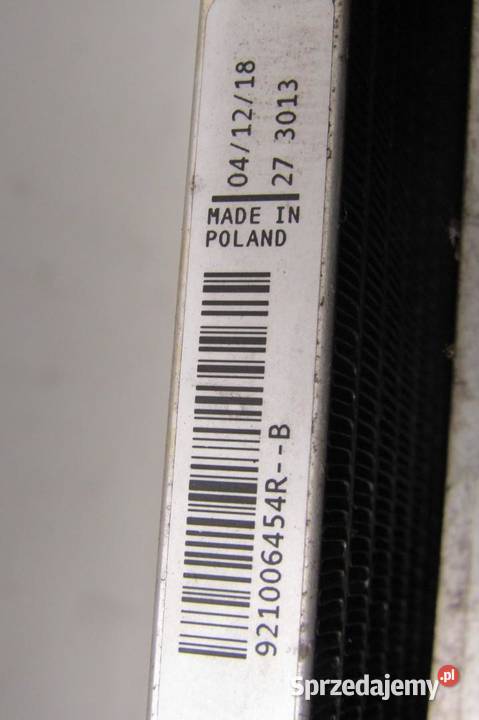 04/12/18
27 3013
MADE IN
POLAND
921006454R--B
Sprzedajemy.pl